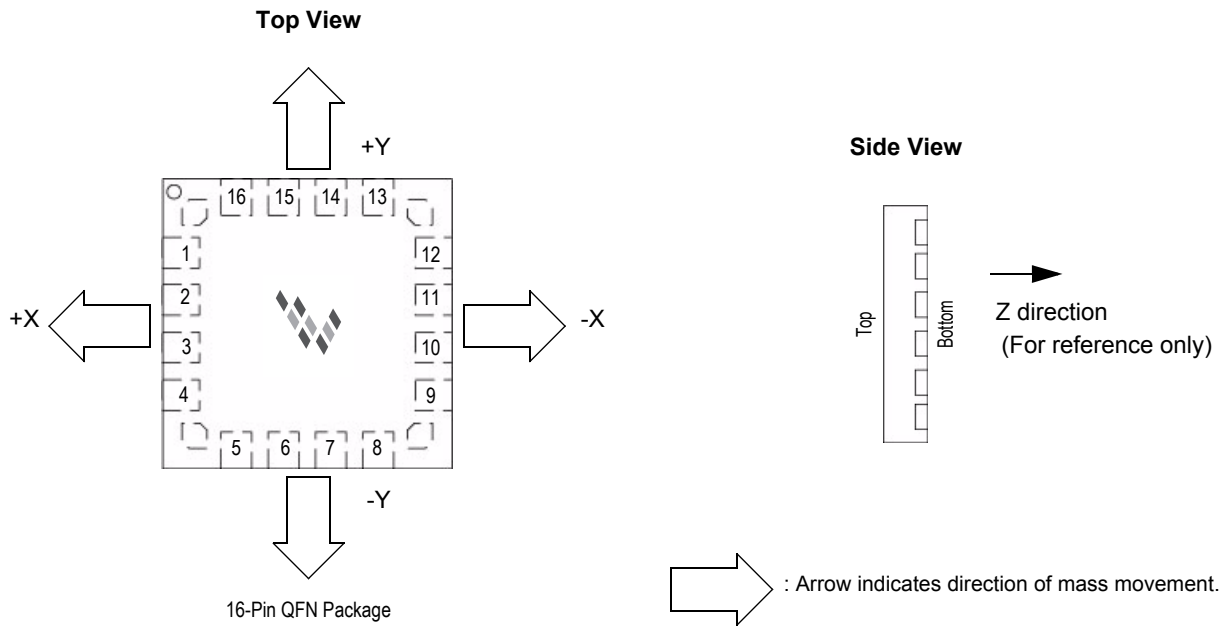 Top View
+Y
16 15 14 13
1
2
3
4
12
11
10
9
5 6 7 8
+X
-X
-Y
16-Pin QFN Package
Side View
Top
Bottom
Z direction
(For reference only)
: Arrow indicates direction of mass movement.